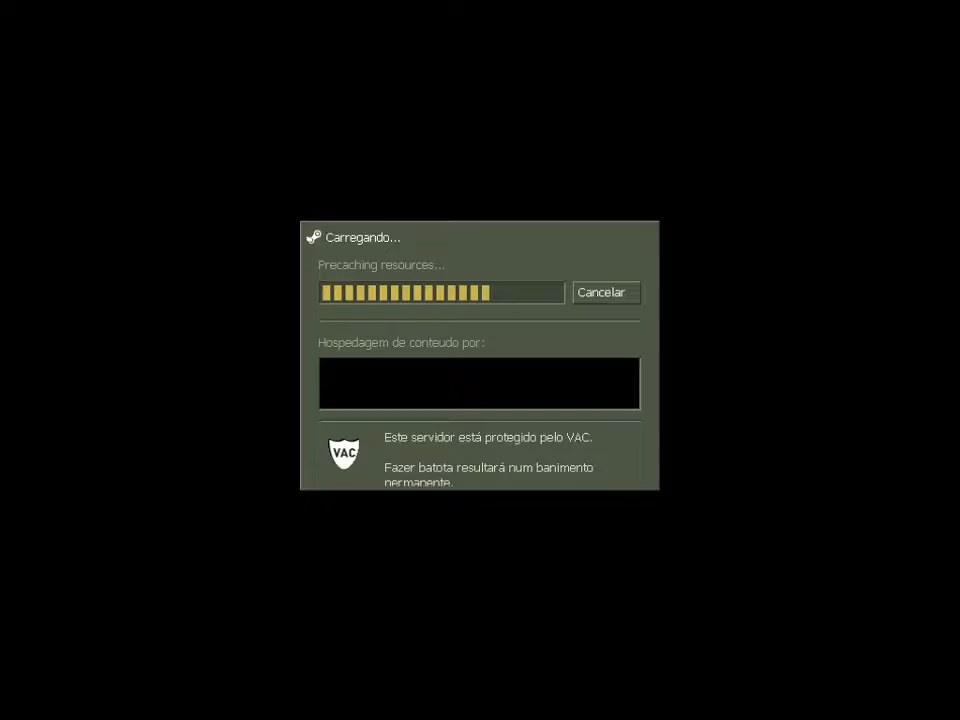 Carregando...
Precaching resources...
Cancelar
Hospedagem de conteudo por:
Este servidor está protegido pelo VAC.
VAC
Fazer batota resultará num banimento
permanente.